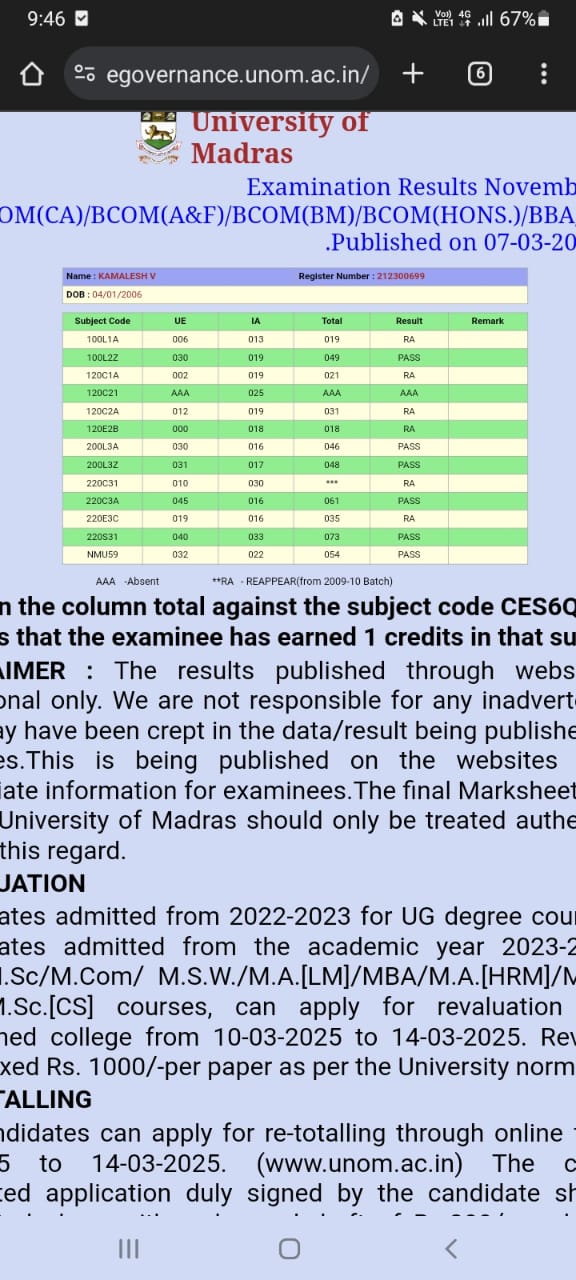 9:46 Vo)) LTE1 4G 67%
egovernance.unom.ac.in/ 6
University of
Madras
Examination Results Novemb
OM(CA)/BCOM(A&F)/BCOM(BM)/BCOM(HONS.)/BBA
.Published on 07-03-20
Name : KAMALESH V Register Number : 212300699
DOB : 04/01/2006
Subject Code UE IA Total Result Remark
100L1A 006 013 019 RA
100L2Z 030 019 049 PASS
120C1A 002 019 021 RA
120C21 AAA 025 AAA AAA
120C2A 012 019 031 RA
120E2B 000 018 018 RA
200L3A 030 016 046 PASS
200L3Z 031 017 048 PASS
220C31 010 030 *** RA
220C3A 045 016 061 PASS
220E3C 019 016 035 RA
220S31 040 033 073 PASS
NMU59 032 022 054 PASS
AAA -Absent **RA - REAPPEAR(from 2009-10 Batch)
n the column total against the subject code CES6Q
s that the examinee has earned 1 credits in that su
AIMER : The results published through webs
onal only. We are not responsible for any inadvert
ay have been crept in the data/result being publishe
es.This is being published on the websites
iate information for examinees.The final Marksheet
University of Madras should only be treated authe
this regard.
UATION
ates admitted from 2022-2023 for UG degree cour
ates admitted from the academic year 2023-2
.Sc/M.Com/ M.S.W./M.A.[LM]/MBA/M.A.[HRM]/M
.Sc.[CS] courses, can apply for revaluation
ned college from 10-03-2025 to 14-03-2025. Rev
xed Rs. 1000/-per paper as per the University norm
TALLING
ndidates can apply for re-totalling through online
5 to 14-03-2025. (www.unom.ac.in) The c
ted application duly signed by the candidate sh